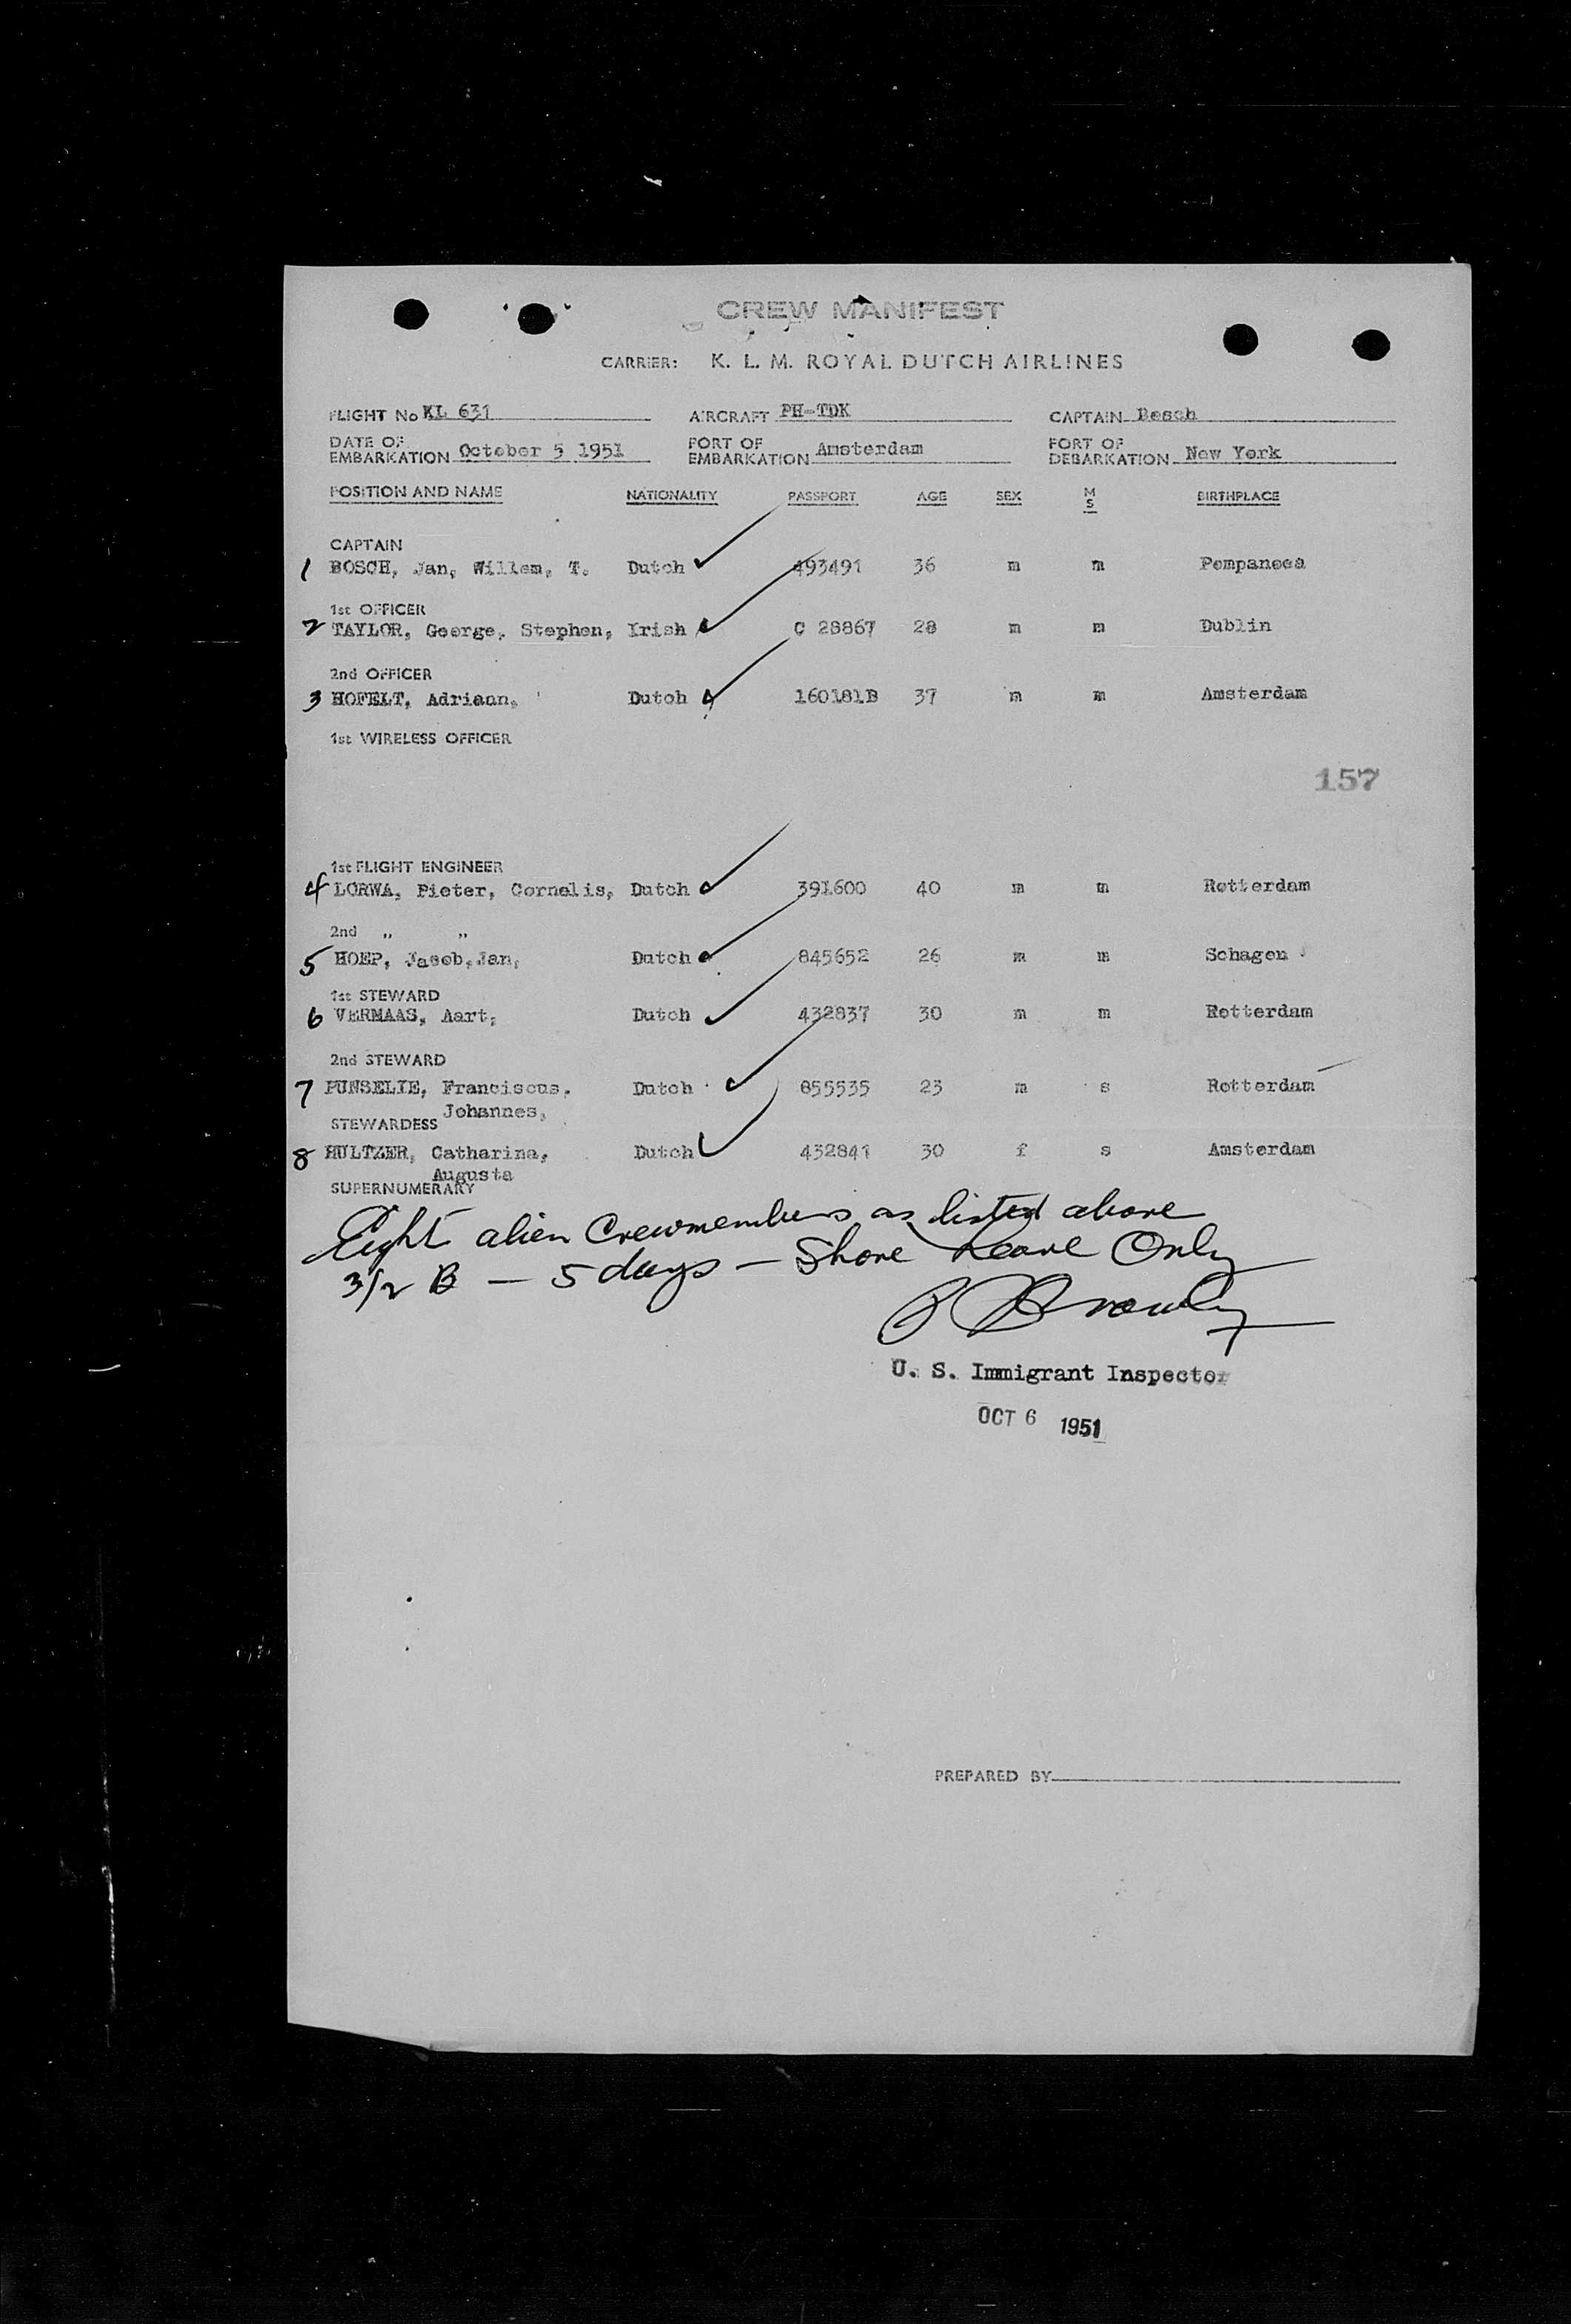 CREW MANIFEST
CARRIER: K. L. M. ROYAL DUTCH AIRLINES
FLIGHT No KL 631 AIRCRAFT PH-TDK CAPTAIN Bosch
DATE OF EMBARKATION October 5 1951 PORT OF EMBARKATION Amsterdam PORT OF DEBARKATION New York
POSITION AND NAME NATIONALITY PASSPORT AGE SEX M S BIRTHPLACE
CAPTAIN
1 BOSCH, Jan, Willem, T. Dutch 493491 36 m m
1st OFFICER
2 TAYLOR, George, Stephen, Irish C 28867 28 m m Dublin
2nd OFFICER
3 HOFELT, Adriaan, Dutch 160181B 37 m m Amsterdam
1st WIRELESS OFFICER
157
1st FLIGHT ENGINEER
4 LORWA, Pieter, Cornelis, Dutch 391600 40 m m Rotterdam
2nd " "
5 HOEP, Jacob, Jan, Dutch 845652 26 m m Schagen
1st STEWARD
6 VERMAAS, Aart, Dutch 432837 30 m m Rotterdam
2nd STEWARD
7 PUNSELIE, Franciscus, Dutch 855535 23 m s Rotterdam
Johannes,
STEWARDESS
8 HULTZER, Catharina, Dutch 432841 30 f s Amsterdam
Augusta
SUPERNUMERARY
Eight alien Crewmembers as listed above
3/2 B — 5 days — Shore Leave Only
U. S. Immigrant Inspector
OCT 6 1951
PREPARED BY